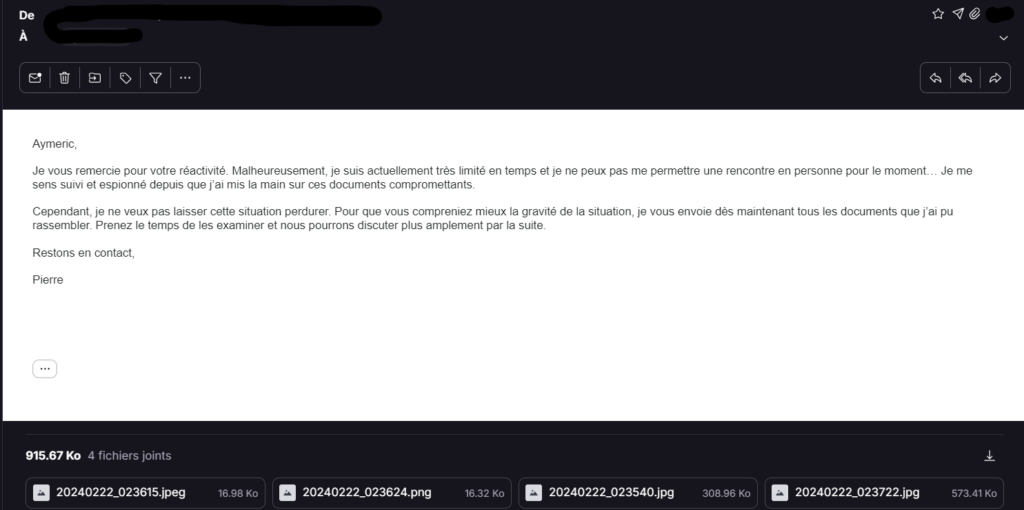 De
À
Aymeric,
Je vous remercie pour votre réactivité. Malheureusement, je suis actuellement très limité en temps et je ne peux pas me permettre une rencontre en personne pour le moment… Je me
sens suivi et espionné depuis que j’ai mis la main sur ces documents compromettants.
Cependant, je ne veux pas laisser cette situation perdurer. Pour que vous compreniez mieux la gravité de la situation, je vous envoie dès maintenant tous les documents que j’ai pu
rassembler. Prenez le temps de les examiner et nous pourrons discuter plus amplement par la suite.
Restons en contact,
Pierre
915.67 Ko 4 fichiers joints
20240222_023615.jpeg 16.98 Ko 20240222_023624.png 16.32 Ko 20240222_023540.jpg 308.96 Ko 20240222_023722.jpg 573.41 Ko